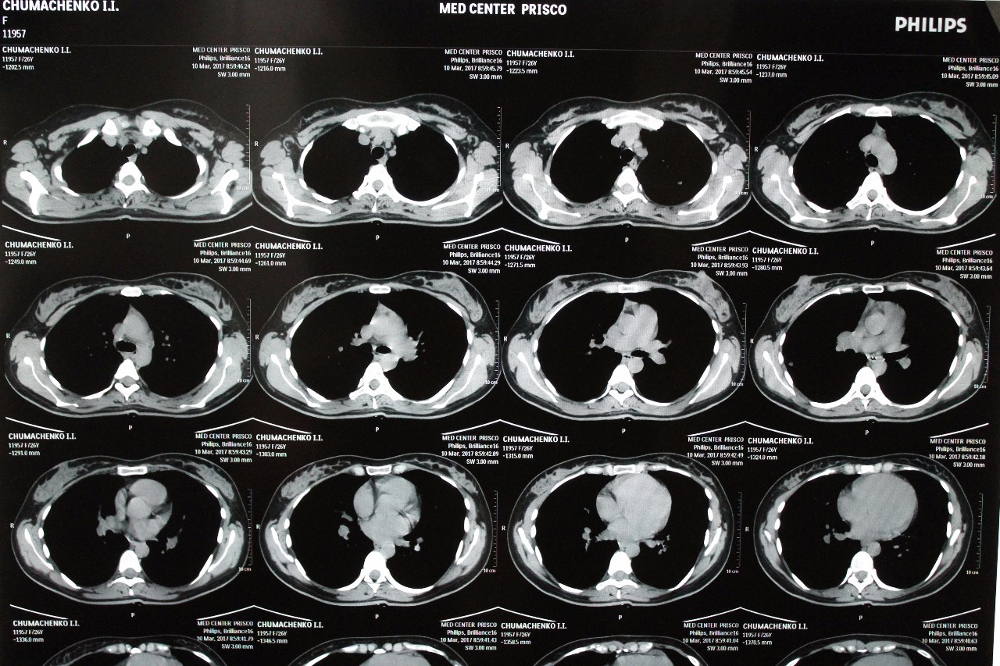 CHUMACHENKO I.I.
F
11957
MED CENTER PRISCO
PHILIPS
CHUMACHENKO I.I.
11957 F/26Y
-1202.5 mm
MED CENTER PRISCO
Philips, Brilliance16
10 Mar, 2017 8:59:46.24
SW 3.00 mm
CHUMACHENKO I.I.
11957 F/26Y
-1216.0 mm
MED CENTER PRISCO
Philips, Brilliance16
10 Mar, 2017 8:59:45.79
SW 3.00 mm
CHUMACHENKO I.I.
11957 F/26Y
-1223.5 mm
MED CENTER PRISCO
Philips, Brilliance16
10 Mar, 2017 8:59:45.54
SW 3.00 mm
CHUMACHENKO I.I.
11957 F/26Y
-1237.0 mm
MED CENTER PRISCO
Philips, Brilliance16
10 Mar, 2017 8:59:45.09
SW 3.00 mm
R
10 cm
P
R
10 cm
P
R
10 cm
P
R
10 cm
P
CHUMACHENKO I.I.
11957 F/26Y
-1249.0 mm
MED CENTER PRISCO
Philips, Brilliance16
10 Mar, 2017 8:59:44.69
SW 3.00 mm
CHUMACHENKO I.I.
11957 F/26Y
-1261.0 mm
MED CENTER PRISCO
Philips, Brilliance16
10 Mar, 2017 8:59:44.29
SW 3.00 mm
CHUMACHENKO I.I.
11957 F/26Y
-1271.5 mm
MED CENTER PRISCO
Philips, Brilliance16
10 Mar, 2017 8:59:43.93
SW 3.00 mm
CHUMACHENKO I.I.
11957 F/26Y
-1280.5 mm
MED CENTER PRISCO
Philips, Brilliance16
10 Mar, 2017 8:59:43.64
SW 3.00 mm
R
10 cm
P
R
10 cm
P
R
10 cm
P
R
10 cm
P
CHUMACHENKO I.I.
11957 F/26Y
-1291.0 mm
MED CENTER PRISCO
Philips, Brilliance16
10 Mar, 2017 8:59:43.29
SW 3.00 mm
CHUMACHENKO I.I.
11957 F/26Y
-1303.0 mm
MED CENTER PRISCO
Philips, Brilliance16
10 Mar, 2017 8:59:42.89
SW 3.00 mm
CHUMACHENKO I.I.
11957 F/26Y
-1315.0 mm
MED CENTER PRISCO
Philips, Brilliance16
10 Mar, 2017 8:59:42.49
SW 3.00 mm
CHUMACHENKO I.I.
11957 F/26Y
-1324.0 mm
MED CENTER PRISCO
Philips, Brilliance16
10 Mar, 2017 8:59:42.18
SW 3.00 mm
R
10 cm
P
R
10 cm
P
R
10 cm
P
R
10 cm
P
CHUMACHENKO I.I.
11957 F/26Y
-1336.0 mm
MED CENTER PRISCO
Philips, Brilliance16
10 Mar, 2017 8:59:41.79
SW 3.00 mm
CHUMACHENKO I.I.
11957 F/26Y
-1346.5 mm
MED CENTER PRISCO
Philips, Brilliance16
10 Mar, 2017 8:59:41.43
SW 3.00 mm
CHUMACHENKO I.I.
11957 F/26Y
-1358.5 mm
MED CENTER PRISCO
Philips, Brilliance16
10 Mar, 2017 8:59:41.04
SW 3.00 mm
CHUMACHENKO I.I.
11957 F/26Y
-1370.5 mm
MED CENTER PRISCO
Philips, Brilliance16
10 Mar, 2017 8:59:40.63
SW 3.00 mm